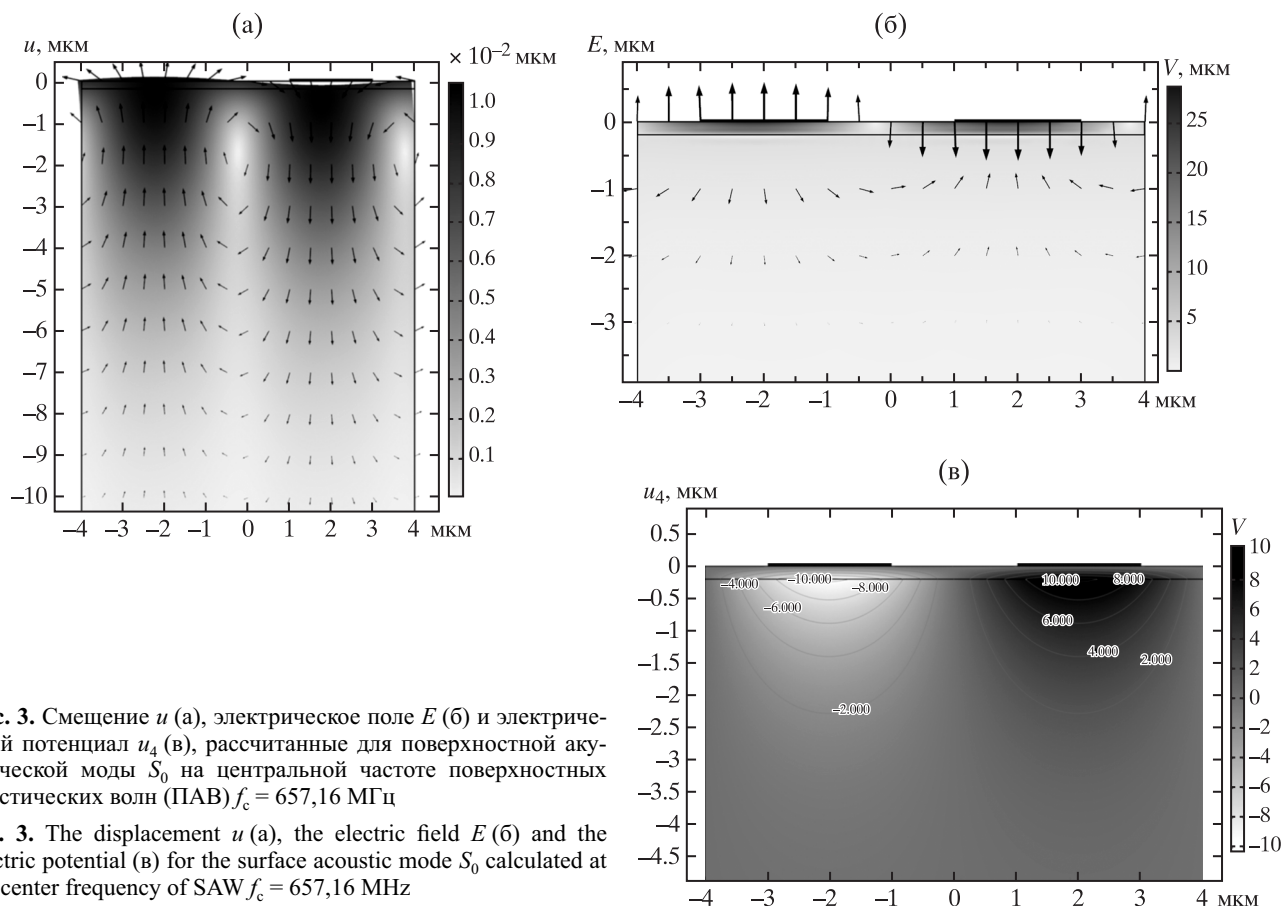 (а)
u, мкм
× 10⁻² мкм
0
−1
−2
−3
−4
−5
−6
−7
−8
−9
−10
1.0
0.9
0.8
0.7
0.6
0.5
0.4
0.3
0.2
0.1
−4 −3 −2 −1 0 1 2 3 4 мкм
(б)
E, мкм
V, мкм
0
−1
−2
−3
25
20
15
10
5
−4 −3 −2 −1 0 1 2 3 4 мкм
(в)
u₄, мкм
V
0.5
0
−0.5
−1
−1.5
−2
−2.5
−3
−3.5
−4
−4.5
−4.000 −10.000 −8.000 10.000 8.000
−6.000 6.000
4.000 2.000
−2.000
10
8
6
4
2
0
−2
−4
−6
−8
−10
−4 −3 −2 −1 0 1 2 3 4 мкм
с. 3. Смещение u (а), электрическое поле E (б) и электриче-
й потенциал u₄ (в), рассчитанные для поверхностной аку-
ческой моды S₀ на центральной частоте поверхностных
стических волн (ПАВ) f_c = 657,16 МГц
. 3. The displacement u (а), the electric field E (б) and the
ctric potential (в) for the surface acoustic mode S₀ calculated at
center frequency of SAW f_c = 657,16 MHz